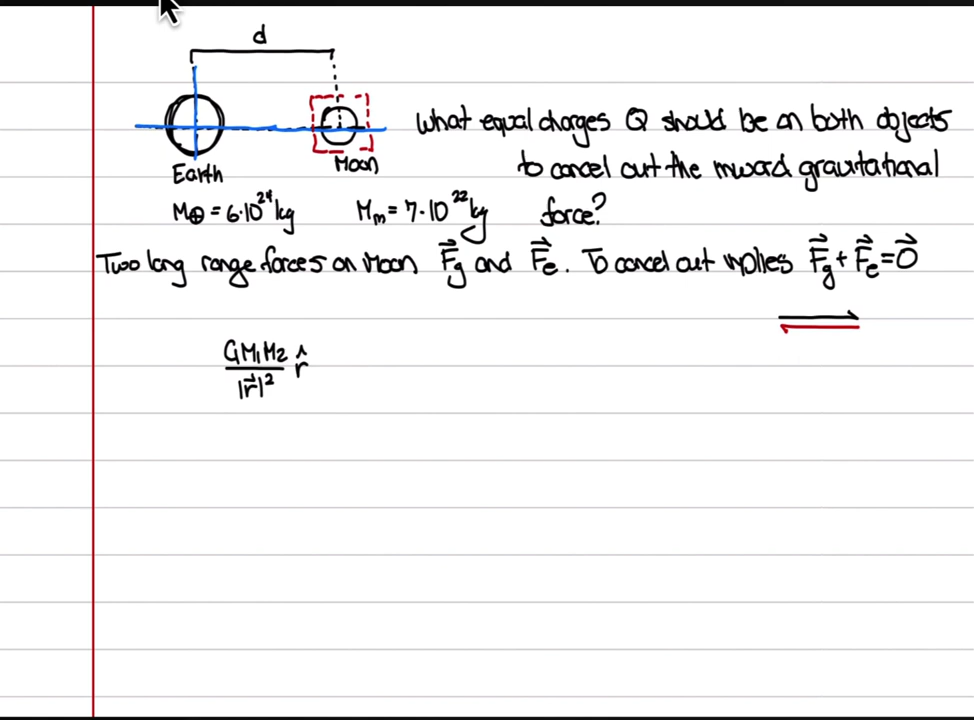 d
What equal charges Q should be on both objects
to cancel out the inward gravitational
Earth
Moon
M⊕ = 6·10²⁴ kg
Mₘ = 7·10²² kg
force?
Two long range forces on Moon F⃗g and F⃗e. To cancel out implies F⃗g + F⃗e = 0⃗
GM₁M₂ / |r⃗|² r̂